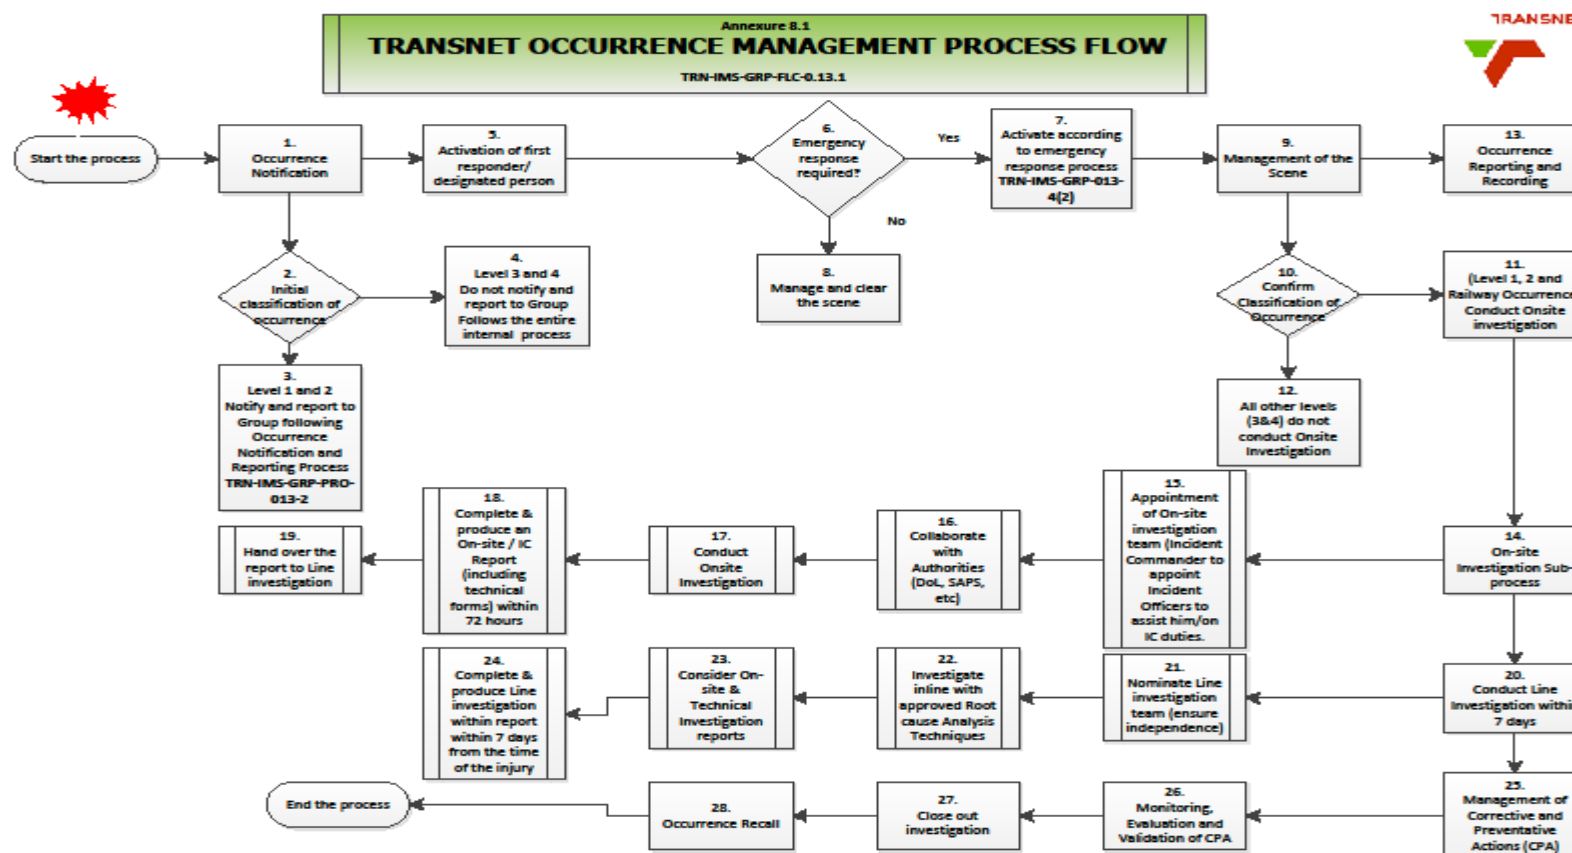 Annexure 8.1
TRANSNET OCCURRENCE MANAGEMENT PROCESS FLOW
TRN-IMS-GRP-FLC-0.13.1
TRANSNE
Start the process
1.
Occurrence
Notification
5.
Activation of first
responder/
designated person
6.
Emergency
response
required?
Yes
No
7.
Activate according
to emergency
response process
TRN-IMS-GRP-013-
4(2)
9.
Management of the
Scene
13.
Occurrence
Reporting and
Recording
2.
Initial
classification of
occurrence
4.
Level 3 and 4
Do not notify and
report to Group
Follows the entire
internal process
8.
Manage and clear
the scene
10.
Confirm
Classification of
Occurrence
11.
(Level 1, 2 and
Railway Occurrence
Conduct Onsite
investigation
3.
Level 1 and 2
Notify and report to
Group following
Occurrence
Notification and
Reporting Process
TRN-IMS-GRP-PRO-
013-2
12.
All other levels
(3&4) do not
conduct Onsite
Investigation
19.
Hand over the
report to Line
investigation
18.
Complete &
produce an
On-site / IC
Report
(including
technical
forms) within
72 hours
17.
Conduct
Onsite
Investigation
16.
Collaborate
with
Authorities
(DoL, SAPS,
etc)
15.
Appointment
of On-site
investigation
team (Incident
Commander to
appoint
Incident
Officers to
assist him/on
IC duties.
14.
On-site
Investigation Sub-
process
24.
Complete &
produce Line
investigation
within report
within 7 days
from the time
of the injury
23.
Consider On-
site &
Technical
Investigation
reports
22.
Investigate
inline with
approved Root
cause Analysis
Techniques
21.
Nominate Line
investigation
team (ensure
independence)
20.
Conduct Line
Investigation within
7 days
End the process
28.
Occurrence Recall
27.
Close out
investigation
26.
Monitoring,
Evaluation and
Validation of CPA
25.
Management of
Corrective and
Preventative
Actions (CPA)